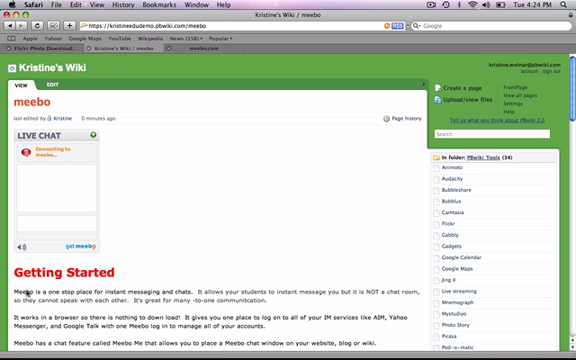 Safari File Edit View History Bookmarks Window Help Tue 4:24 PM
Kristine's Wiki / meebo
https://kristineedudemo.pbwiki.com/meebo RSS Google
Apple Yahoo! Google Maps YouTube Wikipedia News (158) Popular
Flickr Photo Download: Kristine's Wiki / meebo meebo.com
Kristine's Wiki
kristine.molnar@pbwiki.com
account sign out
VIEW EDIT
Create a page
Upload/view files
FrontPage
View all pages
Settings
Help
Tell us what you think about PBwiki 2.0
Search
meebo
last edited by Kristine 0 minutes ago Page history
LIVE CHAT
Connecting to
meebo...
get meebo
In folder: PBwiki Tools (34)
Animoto
Audacity
Bubbleshare
Bubblus
Camtasia
Flickr
Gabbly
Gadgets
Google Calendar
Google Maps
Jing II
Live streaming
Mnemograph
Mystudiyo
Photo Story
Picasa
Pod-o-matic
Getting Started
Meebo is a one stop place for instant messaging and chats. It allows your students to instant message you but it is NOT a chat room,
so they cannot speak with each other. It's great for many -to-one communitcation.
It works in a browser so there is nothing to down load! It gives you one place to log on to all of your IM services like AIM, Yahoo
Messenger, and Google Talk with one Meebo log in to manage all of your accounts.
Meebo has a chat feature called Meebo Me that allows you to place a Meebo chat window on your website, blog or wiki.